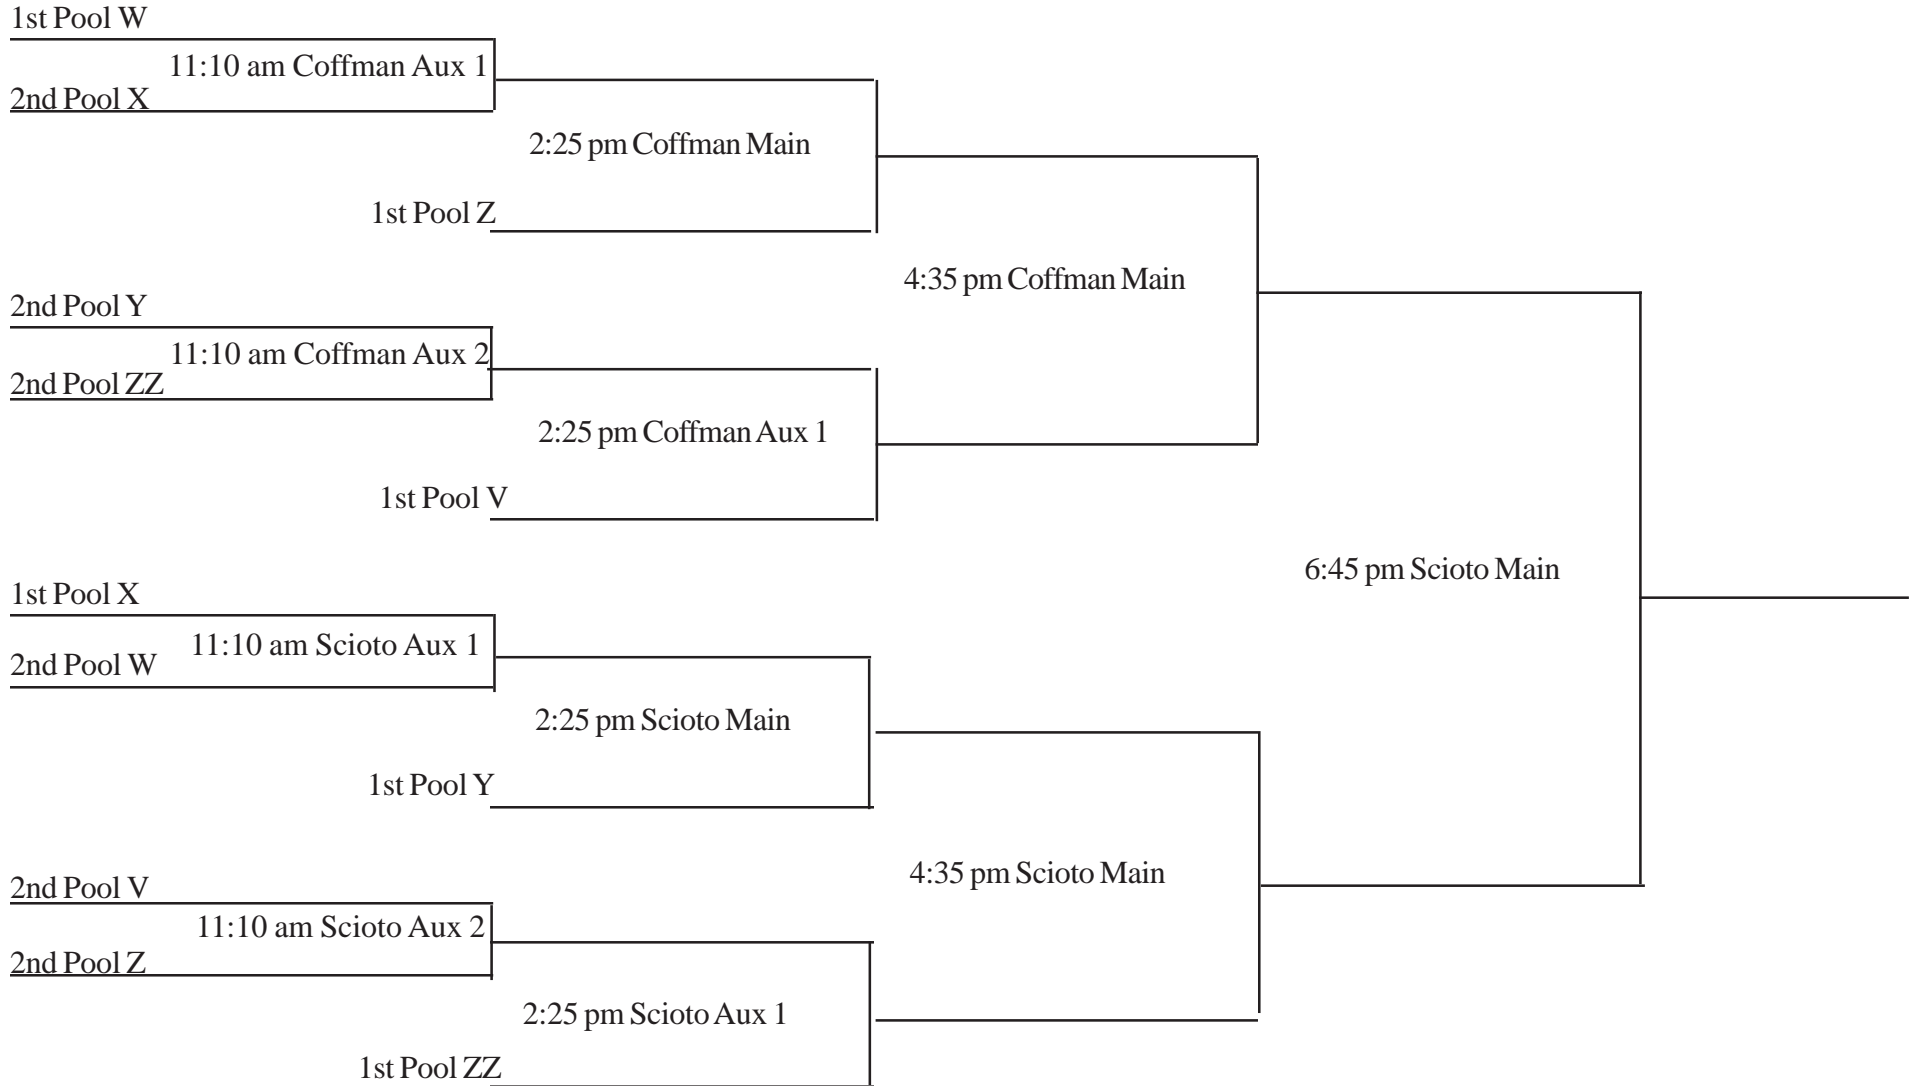 1st Pool W
11:10 am Coffman Aux 1
2nd Pool X
2:25 pm Coffman Main
1st Pool Z
4:35 pm Coffman Main
2nd Pool Y
11:10 am Coffman Aux 2
2nd Pool ZZ
2:25 pm Coffman Aux 1
1st Pool V
6:45 pm Scioto Main
1st Pool X
11:10 am Scioto Aux 1
2nd Pool W
2:25 pm Scioto Main
1st Pool Y
4:35 pm Scioto Main
2nd Pool V
11:10 am Scioto Aux 2
2nd Pool Z
2:25 pm Scioto Aux 1
1st Pool ZZ